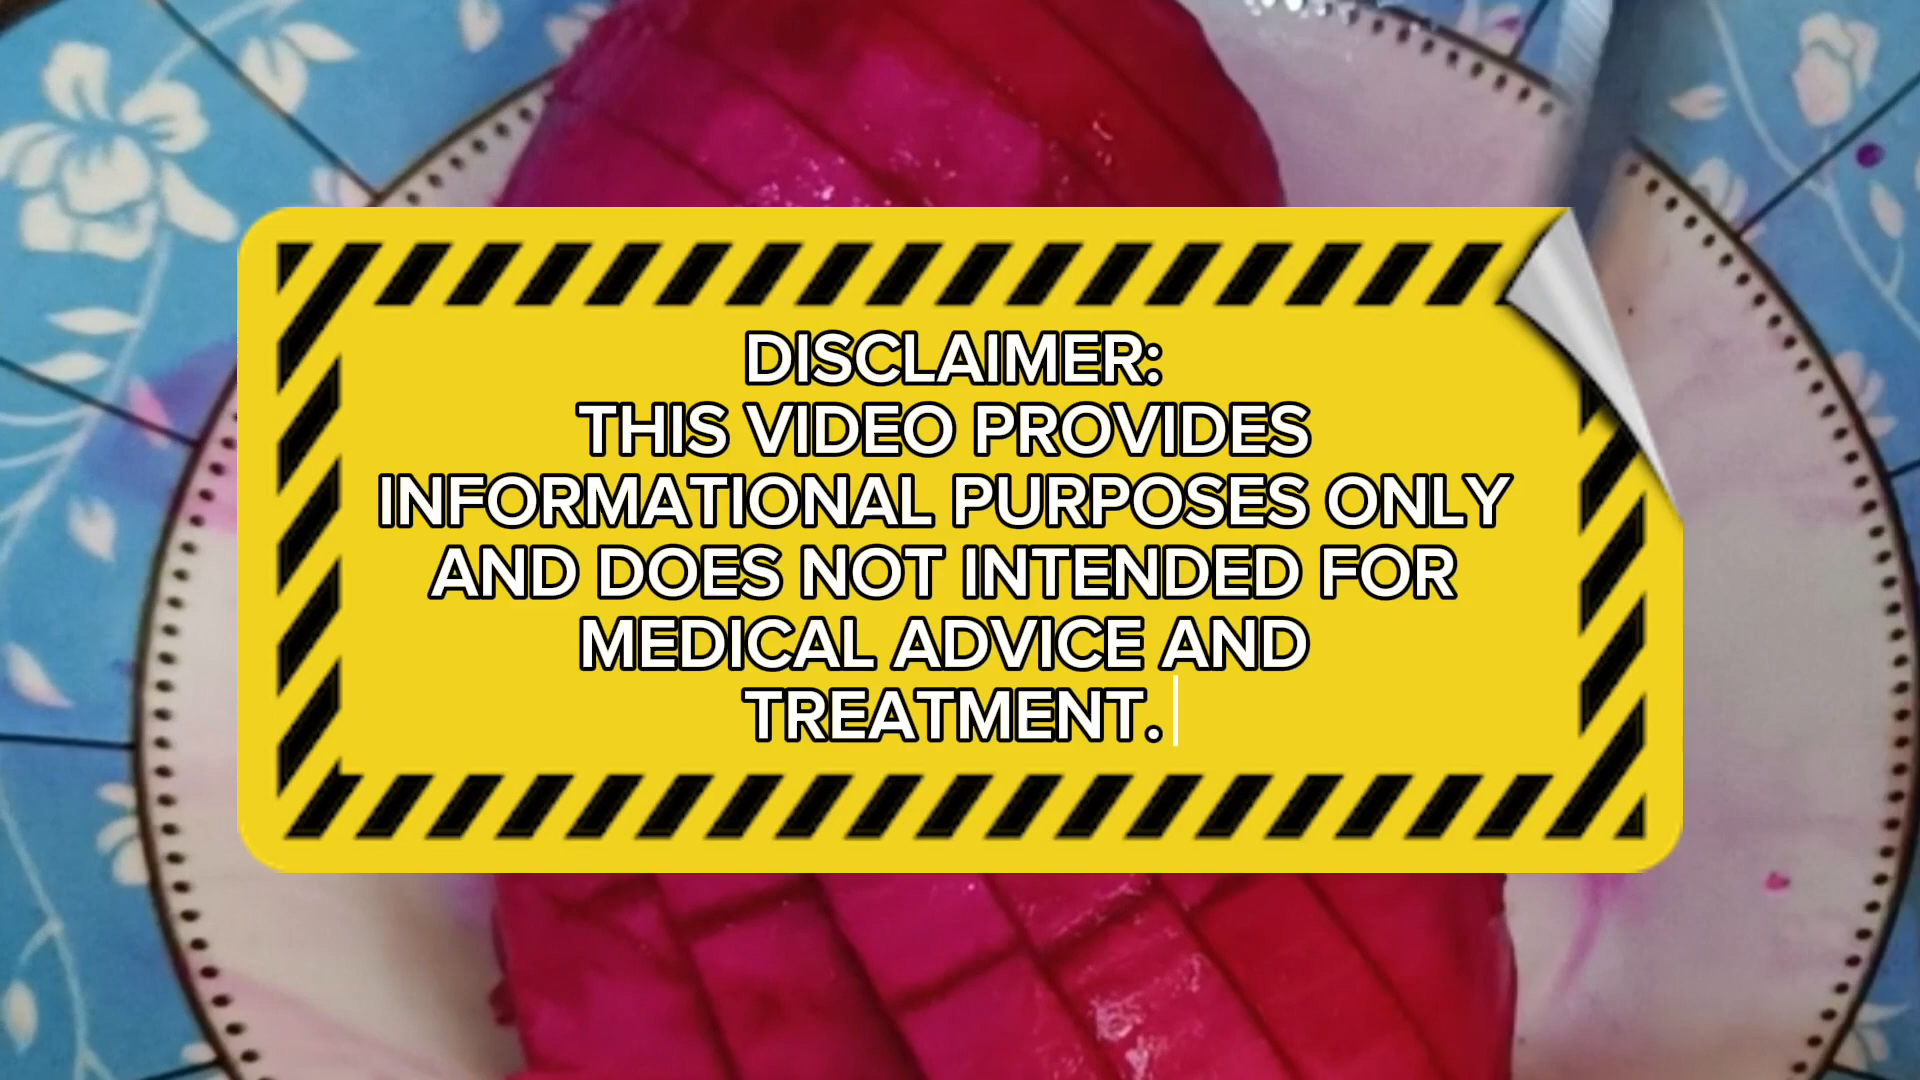 DISCLAIMER:
THIS VIDEO PROVIDES
INFORMATIONAL PURPOSES ONLY
AND DOES NOT INTENDED FOR
MEDICAL ADVICE AND
TREATMENT.